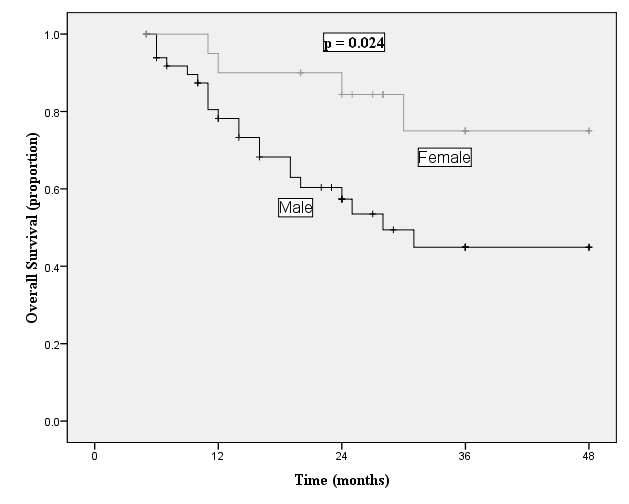 p = 0.024
1.0
0.8
0.6
0.4
0.2
0.0
Overall Survival (proportion)
Female
Male
0 12 24 36 48
Time (months)